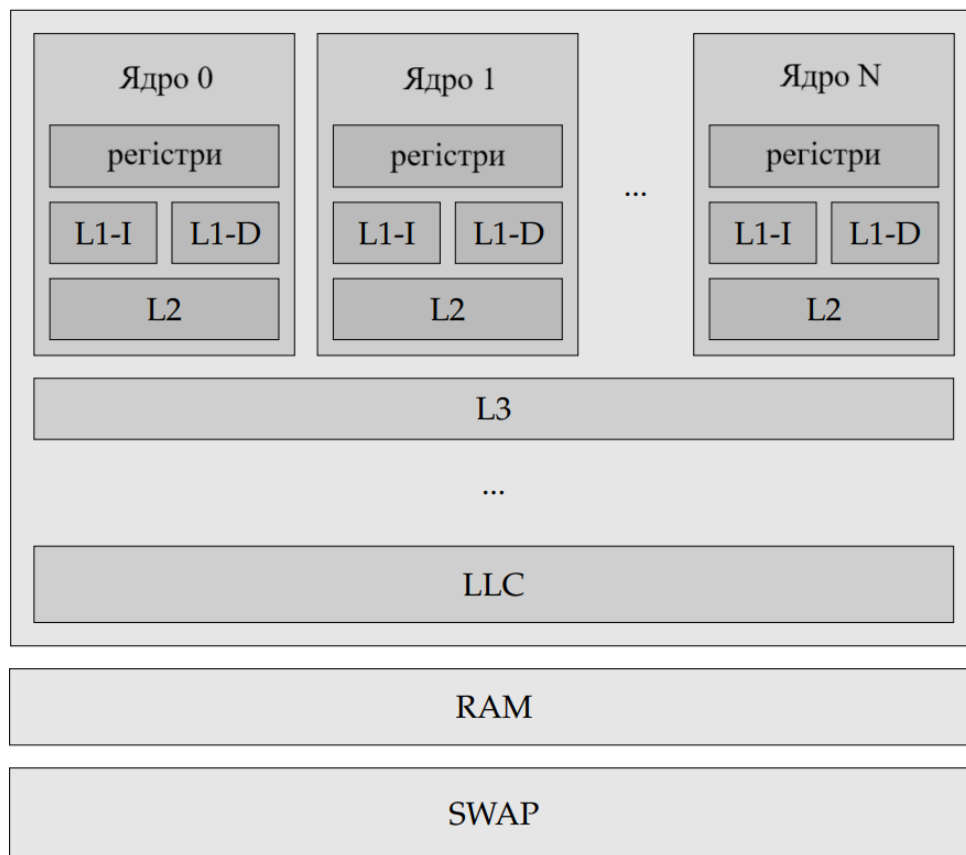 Ядро 0
регістри
L1-I L1-D
L2
Ядро 1
регістри
L1-I L1-D
L2
...
Ядро N
регістри
L1-I L1-D
L2
L3
...
LLC
RAM
SWAP